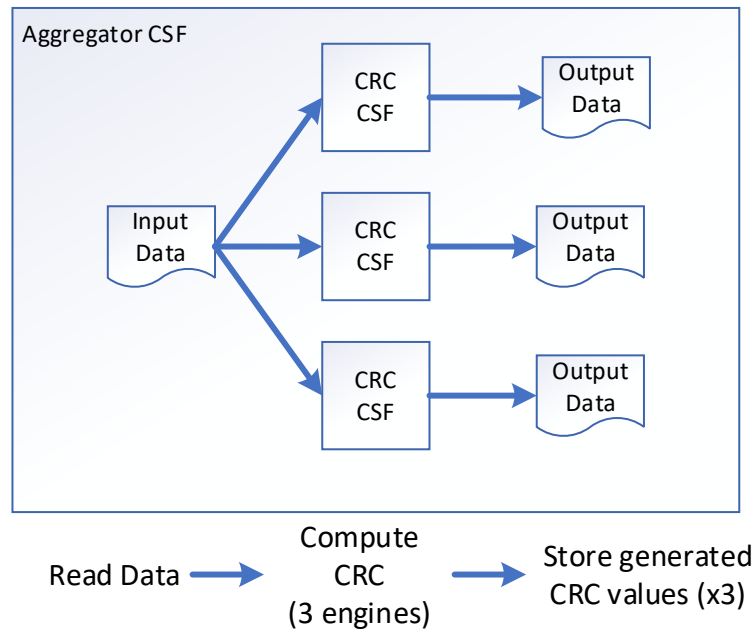 Aggregator CSF
CRC
CSF
Output
Data
Input
Data
CRC
CSF
Output
Data
CRC
CSF
Output
Data
Read Data
Compute
CRC
(3 engines)
Store generated
CRC values (x3)